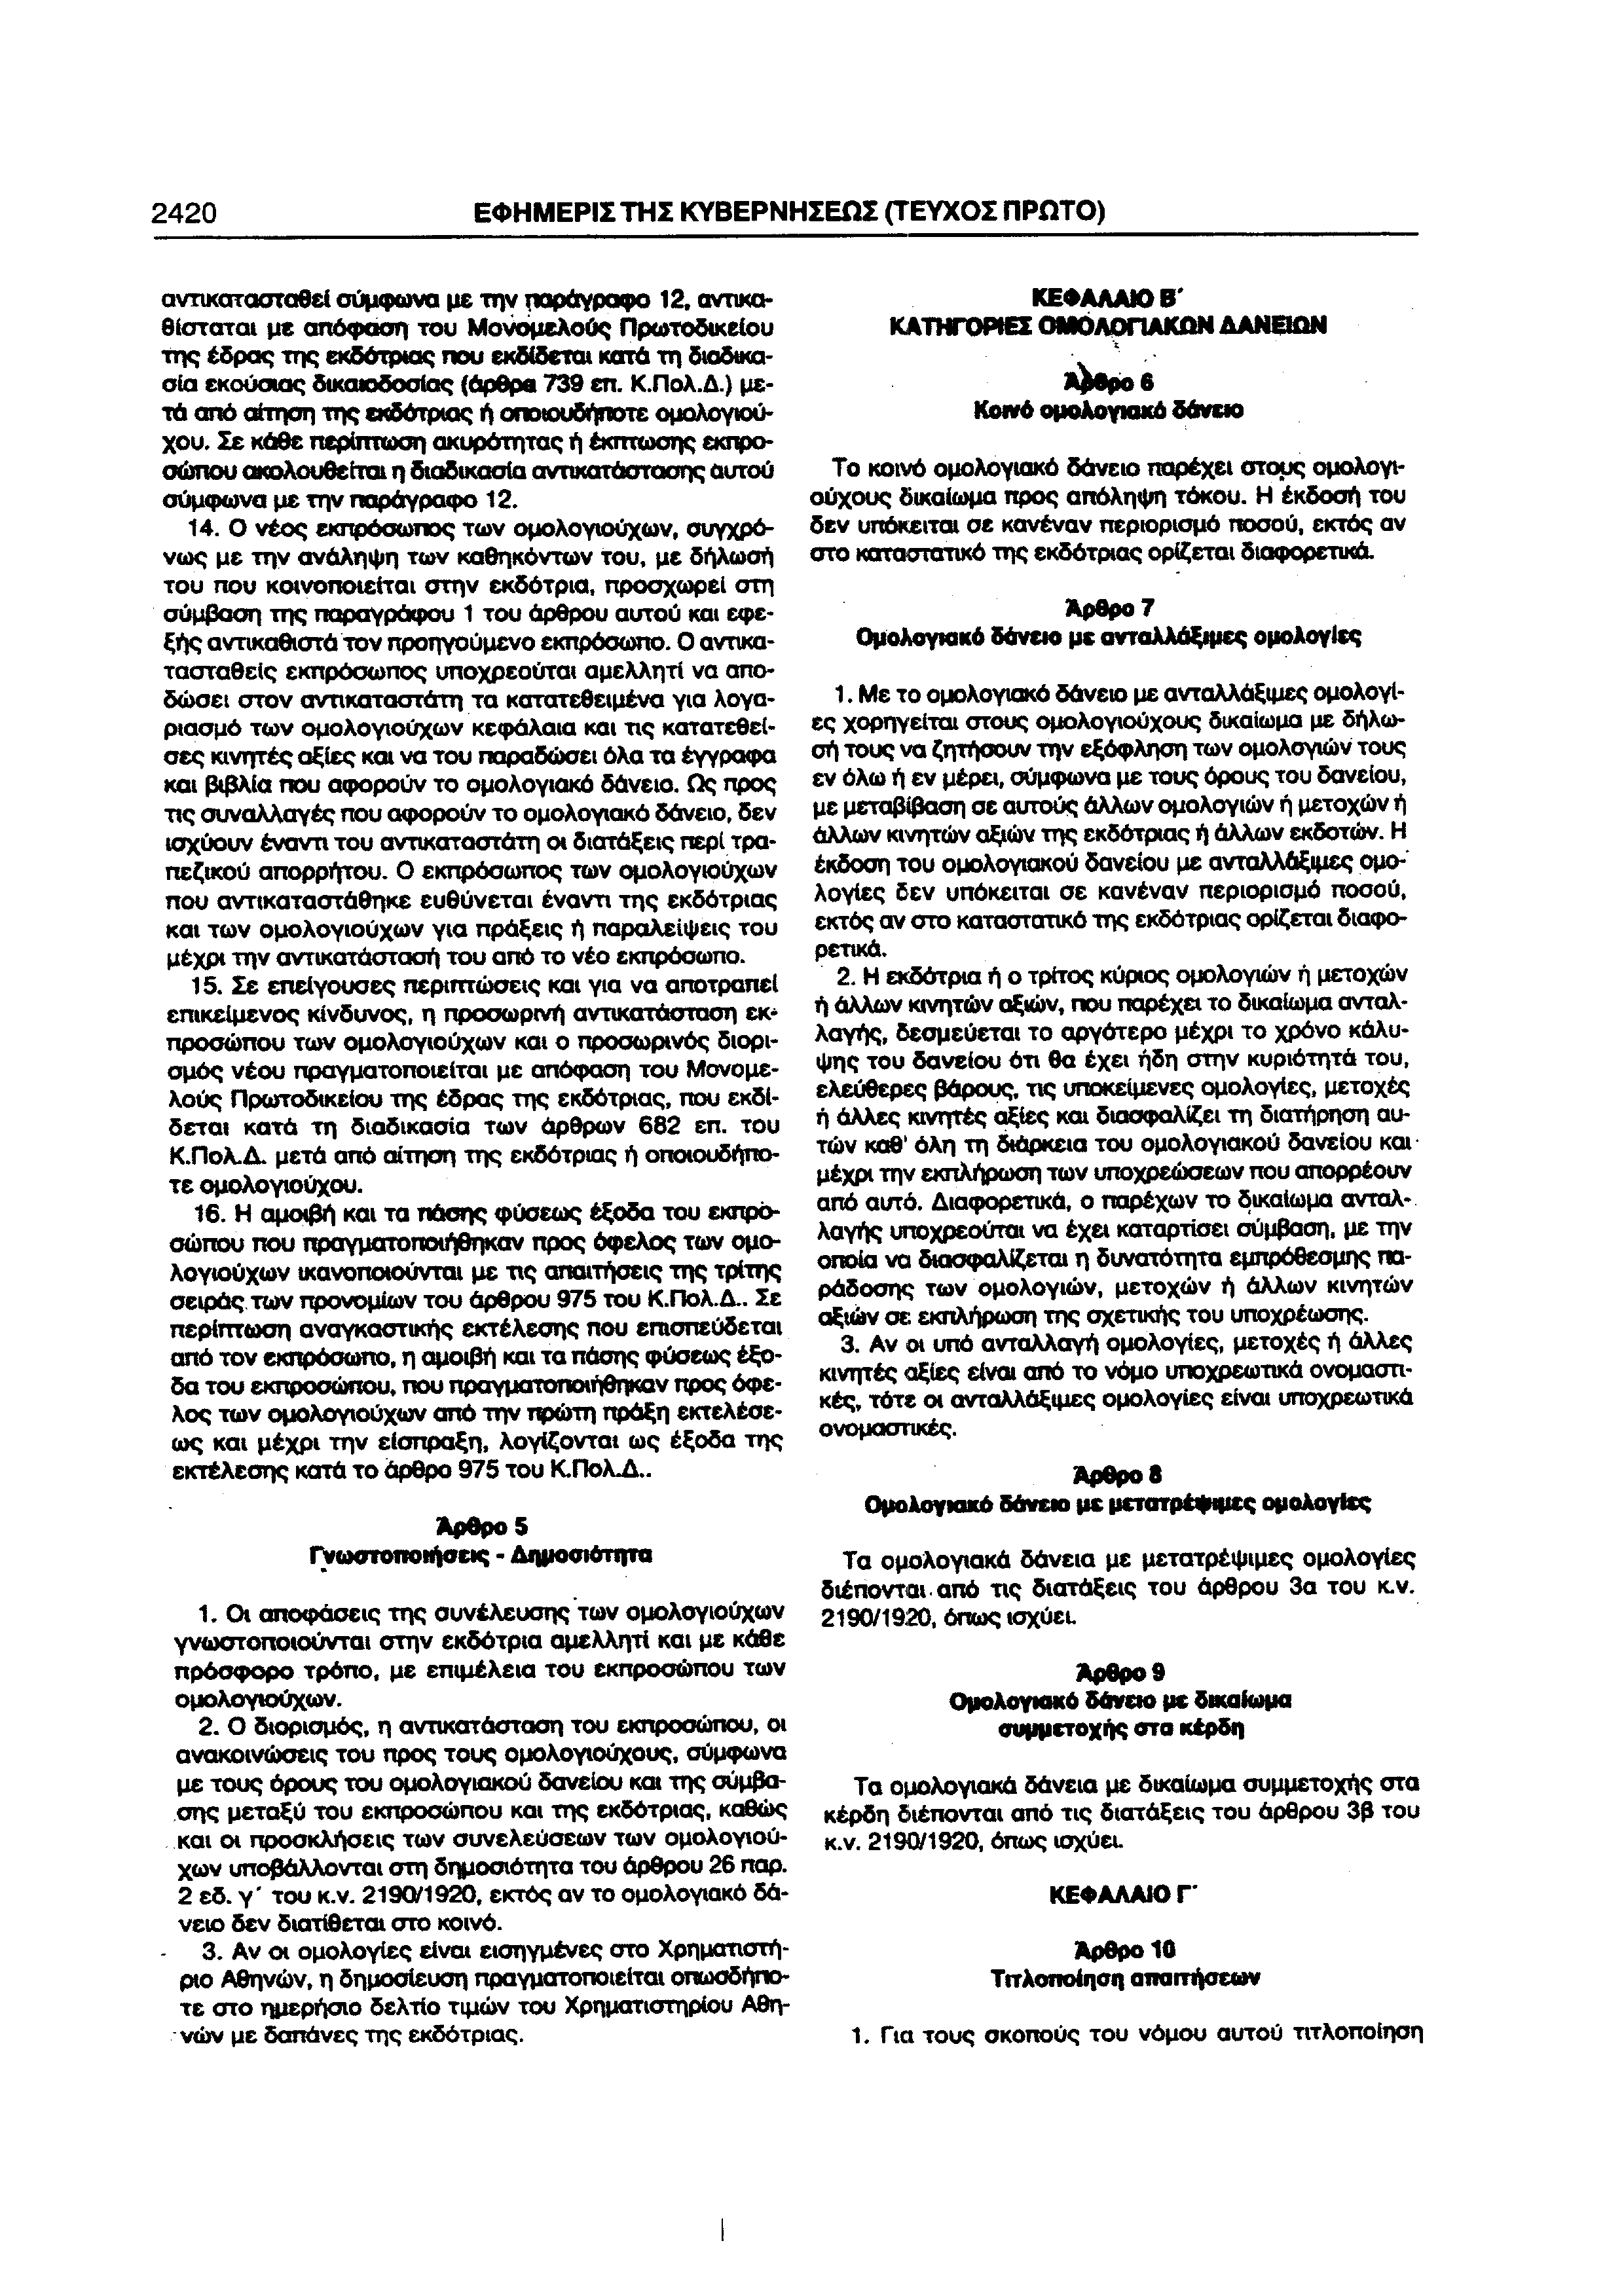 2420
ΕΦΗΜΕΡΙΣ ΤΗΣ ΚΥΒΕΡΝΗΣΕΩΣ (ΤΕΥΧΟΣ ΠΡΩΤΟ)
αντικατασταθεί σύμφωνα με την παράγραφο 12, αντικα-
θίσταται με απόφαση του Μονομελούς Πρωτοδικείου
της έδρας της εκδότριας που εκδίδεται κατά τη διαδικα-
σία εκούσιας δικαιοδοσίας (άρθρα 739 επ. Κ.Πολ.Δ.) με-
τά από αίτηση της εκδότριας ή οποιουδήποτε ομολογιού-
χου. Σε κάθε περίπτωση ακυρότητας ή έκπτωσης εκπρο-
σώπου ακολουθείται η διαδικασία αντικατάστασης αυτού
σύμφωνα με την παράγραφο 12.
14. Ο νέος εκπρόσωπος των ομολογιούχων, συγχρό-
νως με την ανάληψη των καθηκόντων του, με δήλωσή
του που κοινοποιείται στην εκδότρια, προσχωρεί στη
σύμβαση της παραγράφου 1 του άρθρου αυτού και εφε-
ξής αντικαθιστά τον προηγούμενο εκπρόσωπο. Ο αντικα-
τασταθείς εκπρόσωπος υποχρεούται αμελλητί να απο-
δώσει στον αντικαταστάτη τα κατατεθειμένα για λογα-
ριασμό των ομολογιούχων κεφάλαια και τις κατατεθεί-
σες κινητές αξίες και να του παραδώσει όλα τα έγγραφα
και βιβλία που αφορούν το ομολογιακό δάνειο. Ως προς
τις συναλλαγές που αφορούν το ομολογιακό δάνειο, δεν
ισχύουν έναντι του αντικαταστάτη οι διατάξεις περί τρα-
πεζικού απορρήτου. Ο εκπρόσωπος των ομολογιούχων
που αντικαταστάθηκε ευθύνεται έναντι της εκδότριας
και των ομολογιούχων για πράξεις ή παραλείψεις του
μέχρι την αντικατάστασή του από το νέο εκπρόσωπο.
15. Σε επείγουσες περιπτώσεις και για να αποτραπεί
επικείμενος κίνδυνος, η προσωρινή αντικατάσταση εκ-
προσώπου των ομολογιούχων και ο προσωρινός διορι-
σμός νέου πραγματοποιείται με απόφαση του Μονομε-
λούς Πρωτοδικείου της έδρας της εκδότριας, που εκδί-
δεται κατά τη διαδικασία των άρθρων 682 επ. του
Κ.Πολ.Δ. μετά από αίτηση της εκδότριας ή οποιουδήπο-
τε ομολογιούχου.
16. Η αμοιβή και τα πάσης φύσεως έξοδα του εκπρο-
σώπου που πραγματοποιήθηκαν προς όφελος των ομο-
λογιούχων ικανοποιούνται με τις απαιτήσεις της τρίτης
σειράς των προνομίων του άρθρου 975 του Κ.Πολ.Δ.. Σε
περίπτωση αναγκαστικής εκτέλεσης που επισπεύδεται
από τον εκπρόσωπο, η αμοιβή και τα πάσης φύσεως έξο-
δα του εκπροσώπου, που πραγματοποιήθηκαν προς όφε-
λος των ομολογιούχων από την πρώτη πράξη εκτελέσε-
ως και μέχρι την είσπραξη, λογίζονται ως έξοδα της
εκτέλεσης κατά το άρθρο 975 του Κ.Πολ.Δ..
Άρθρο 5
Γνωστοποιήσεις - Δημοσιότητα
1. Οι αποφάσεις της συνέλευσης των ομολογιούχων
γνωστοποιούνται στην εκδότρια αμελλητί και με κάθε
πρόσφορο τρόπο, με επιμέλεια του εκπροσώπου των
ομολογιούχων.
2. Ο διορισμός, η αντικατάσταση του εκπροσώπου, οι
ανακοινώσεις του προς τους ομολογιούχους, σύμφωνα
με τους όρους του ομολογιακού δανείου και της σύμβα-
σης μεταξύ του εκπροσώπου και της εκδότριας, καθώς
και οι προσκλήσεις των συνελεύσεων των ομολογιού-
χων υποβάλλονται στη δημοσιότητα του άρθρου 26 παρ.
2 εδ. γ΄ του κ.ν. 2190/1920, εκτός αν το ομολογιακό δά-
νειο δεν διατίθεται στο κοινό.
3. Αν οι ομολογίες είναι εισηγμένες στο Χρηματιστή-
ριο Αθηνών, η δημοσίευση πραγματοποιείται οπωσδήπο-
τε στο ημερήσιο δελτίο τιμών του Χρηματιστηρίου Αθη-
νών με δαπάνες της εκδότριας.
ΚΕΦΑΛΑΙΟ Β΄
ΚΑΤΗΓΟΡΙΕΣ ΟΜΟΛΟΓΙΑΚΩΝ ΔΑΝΕΙΩΝ
Άρθρο 6
Κοινό ομολογιακό δάνειο
Το κοινό ομολογιακό δάνειο παρέχει στους ομολογι-
ούχους δικαίωμα προς απόληψη τόκου. Η έκδοσή του
δεν υπόκειται σε κανέναν περιορισμό ποσού, εκτός αν
στο καταστατικό της εκδότριας ορίζεται διαφορετικά.
Άρθρο 7
Ομολογιακό δάνειο με ανταλλάξιμες ομολογίες
1. Με το ομολογιακό δάνειο με ανταλλάξιμες ομολογί-
ες χορηγείται στους ομολογιούχους δικαίωμα με δήλω-
σή τους να ζητήσουν την εξόφληση των ομολογιών τους
εν όλω ή εν μέρει, σύμφωνα με τους όρους του δανείου,
με μεταβίβαση σε αυτούς άλλων ομολογιών ή μετοχών ή
άλλων κινητών αξιών της εκδότριας ή άλλων εκδοτών. Η
έκδοση του ομολογιακού δανείου με ανταλλάξιμες ομο-
λογίες δεν υπόκειται σε κανέναν περιορισμό ποσού,
εκτός αν στο καταστατικό της εκδότριας ορίζεται διαφο-
ρετικά.
2. Η εκδότρια ή ο τρίτος κύριος ομολογιών ή μετοχών
ή άλλων κινητών αξιών, που παρέχει το δικαίωμα ανταλ-
λαγής, δεσμεύεται το αργότερο μέχρι το χρόνο κάλυ-
ψης του δανείου ότι θα έχει ήδη στην κυριότητά του,
ελεύθερες βάρους, τις υποκείμενες ομολογίες, μετοχές
ή άλλες κινητές αξίες και διασφαλίζει τη διατήρηση αυ-
τών καθ' όλη τη διάρκεια του ομολογιακού δανείου και
μέχρι την εκπλήρωση των υποχρεώσεων που απορρέουν
από αυτό. Διαφορετικά, ο παρέχων το δικαίωμα ανταλ-
λαγής υποχρεούται να έχει καταρτίσει σύμβαση, με την
οποία να διασφαλίζεται η δυνατότητα εμπρόθεσμης πα-
ράδοσης των ομολογιών, μετοχών ή άλλων κινητών
αξιών σε εκπλήρωση της σχετικής του υποχρέωσης.
3. Αν οι υπό ανταλλαγή ομολογίες, μετοχές ή άλλες
κινητές αξίες είναι από το νόμο υποχρεωτικά ονομαστι-
κές, τότε οι ανταλλάξιμες ομολογίες είναι υποχρεωτικά
ονομαστικές.
Άρθρο 8
Ομολογιακό δάνειο με μετατρέψιμες ομολογίες
Τα ομολογιακά δάνεια με μετατρέψιμες ομολογίες
διέπονται από τις διατάξεις του άρθρου 3α του κ.ν.
2190/1920, όπως ισχύει.
Άρθρο 9
Ομολογιακό δάνειο με δικαίωμα
συμμετοχής στα κέρδη
Τα ομολογιακά δάνεια με δικαίωμα συμμετοχής στα
κέρδη διέπονται από τις διατάξεις του άρθρου 3β του
κ.ν. 2190/1920, όπως ισχύει.
ΚΕΦΑΛΑΙΟ Γ΄
Άρθρο 10
Τιτλοποίηση απαιτήσεων
1. Για τους σκοπούς του νόμου αυτού τιτλοποίηση